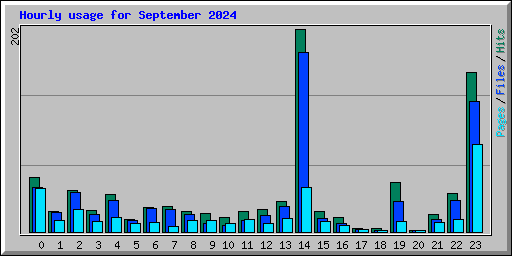 Hourly usage for September 2024
202
Pages / Files / Hits
0 1 2 3 4 5 6 7 8 9 10 11 12 13 14 15 16 17 18 19 20 21 22 23